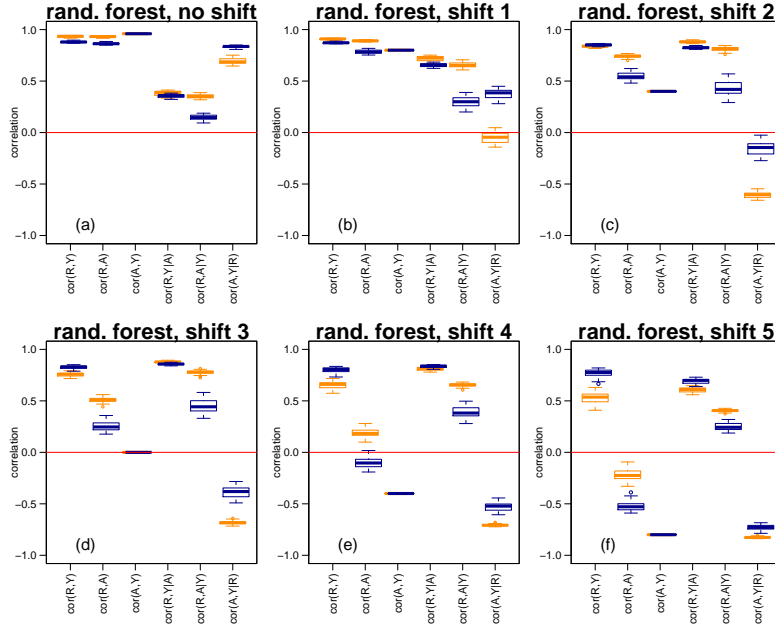 rand. forest, no shift
rand. forest, shift 1
rand. forest, shift 2
correlation
1.0
0.5
0.0
−0.5
−1.0
(a)
cor(R,Y)
cor(R,A)
cor(A,Y)
cor(R,Y|A)
cor(R,A|Y)
cor(A,Y|R)
correlation
1.0
0.5
0.0
−0.5
−1.0
(b)
cor(R,Y)
cor(R,A)
cor(A,Y)
cor(R,Y|A)
cor(R,A|Y)
cor(A,Y|R)
correlation
1.0
0.5
0.0
−0.5
−1.0
(c)
cor(R,Y)
cor(R,A)
cor(A,Y)
cor(R,Y|A)
cor(R,A|Y)
cor(A,Y|R)
rand. forest, shift 3
rand. forest, shift 4
rand. forest, shift 5
correlation
1.0
0.5
0.0
−0.5
−1.0
(d)
cor(R,Y)
cor(R,A)
cor(A,Y)
cor(R,Y|A)
cor(R,A|Y)
cor(A,Y|R)
correlation
1.0
0.5
0.0
−0.5
−1.0
(e)
cor(R,Y)
cor(R,A)
cor(A,Y)
cor(R,Y|A)
cor(R,A|Y)
cor(A,Y|R)
correlation
1.0
0.5
0.0
−0.5
−1.0
(f)
cor(R,Y)
cor(R,A)
cor(A,Y)
cor(R,Y|A)
cor(R,A|Y)
cor(A,Y|R)